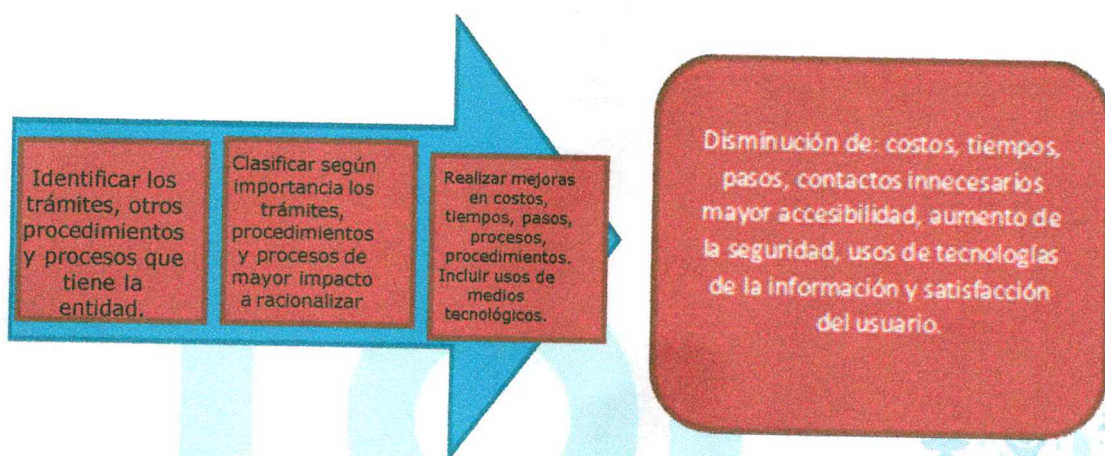 Identificar los
trámites, otros
procedimientos
y procesos que
tiene la
entidad.
Clasificar según
importancia los
trámites,
procedimientos
y procesos de
mayor impacto
a racionalizar
Realizar mejoras
en costos,
tiempos, pasos,
procesos,
procedimientos.
Incluir usos de
medios
tecnológicos.
Disminución de: costos, tiempos,
pasos, contactos innecesarios
mayor accesibilidad, aumento de
la seguridad, usos de tecnologías
de la información y satisfacción
del usuario.